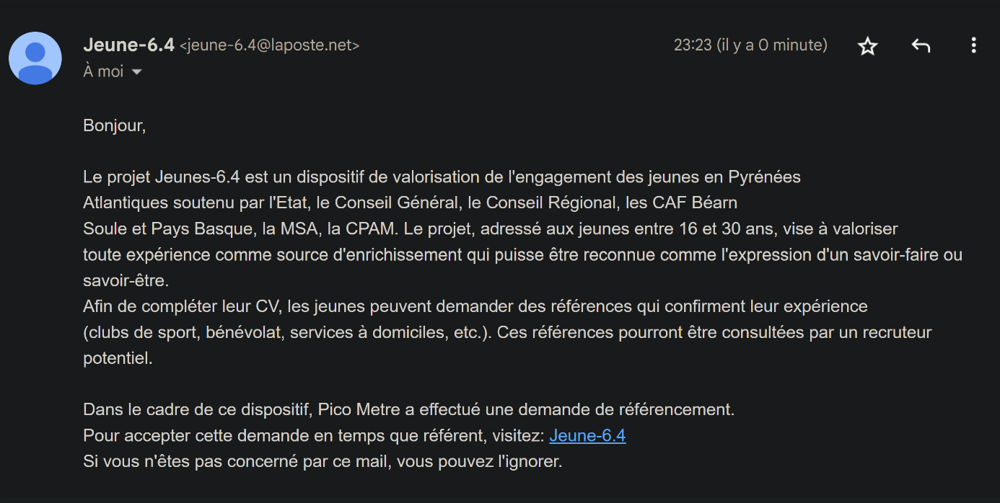 Jeune-6.4 <jeune-6.4@laposte.net>
23:23 (il y a 0 minute)
À moi
Bonjour,
Le projet Jeunes-6.4 est un dispositif de valorisation de l'engagement des jeunes en Pyrénées
Atlantiques soutenu par l'Etat, le Conseil Général, le Conseil Régional, les CAF Béarn
Soule et Pays Basque, la MSA, la CPAM. Le projet, adressé aux jeunes entre 16 et 30 ans, vise à valoriser
toute expérience comme source d'enrichissement qui puisse être reconnue comme l'expression d'un savoir-faire ou
savoir-être.
Afin de compléter leur CV, les jeunes peuvent demander des références qui confirment leur expérience
(clubs de sport, bénévolat, services à domiciles, etc.). Ces références pourront être consultées par un recruteur
potentiel.
Dans le cadre de ce dispositif, Pico Metre a effectué une demande de référencement.
Pour accepter cette demande en temps que référent, visitez: Jeune-6.4
Si vous n'êtes pas concerné par ce mail, vous pouvez l'ignorer.